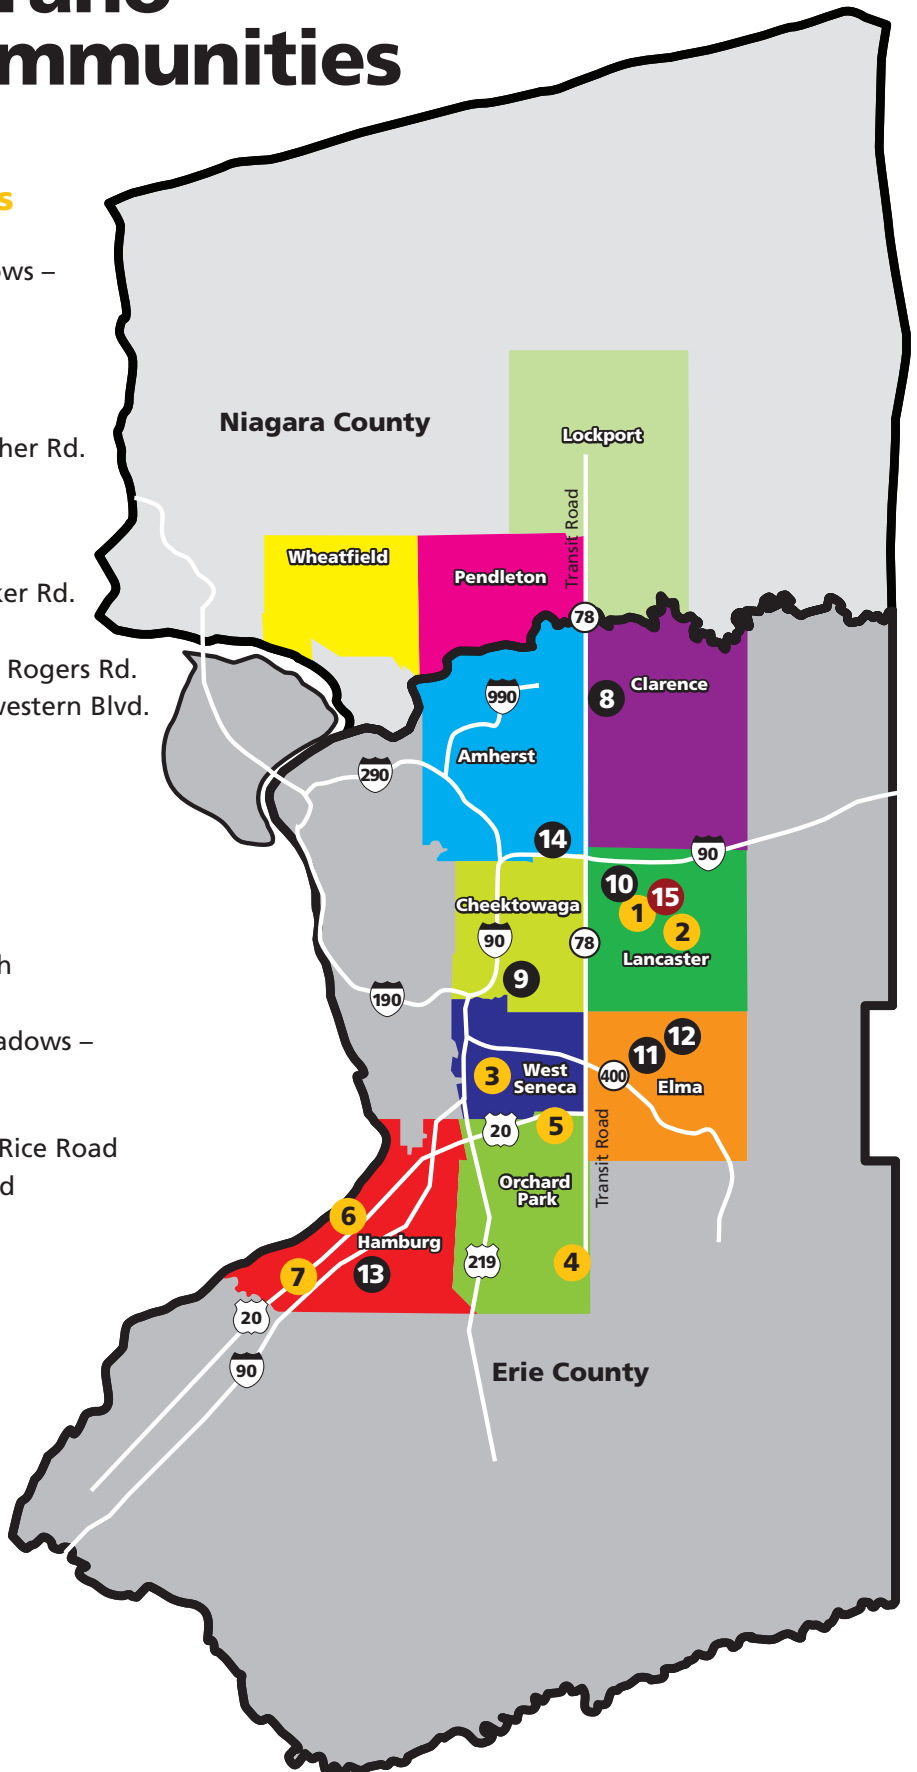 mmunities
s
ws –
Niagara County
Lockport
her Rd.
Transit Road
Wheatfield
Pendleton
ker Rd.
78
Rogers Rd.
Clarence
990
8
western Blvd.
Amherst
290
14
90
10
15
Cheektowaga
1
2
90
78
Lancaster
h
9
190
12
adows –
11
3
West
Seneca
400
Elma
5
20
Rice Road
Transit Road
d
Orchard
Park
6
Hamburg
219
4
7
13
20
90
Erie County